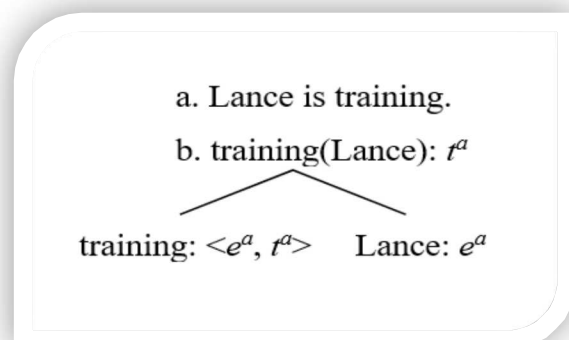 a. Lance is training.
b. training(Lance): tᵃ
training: <eᵃ, tᵃ> Lance: eᵃ